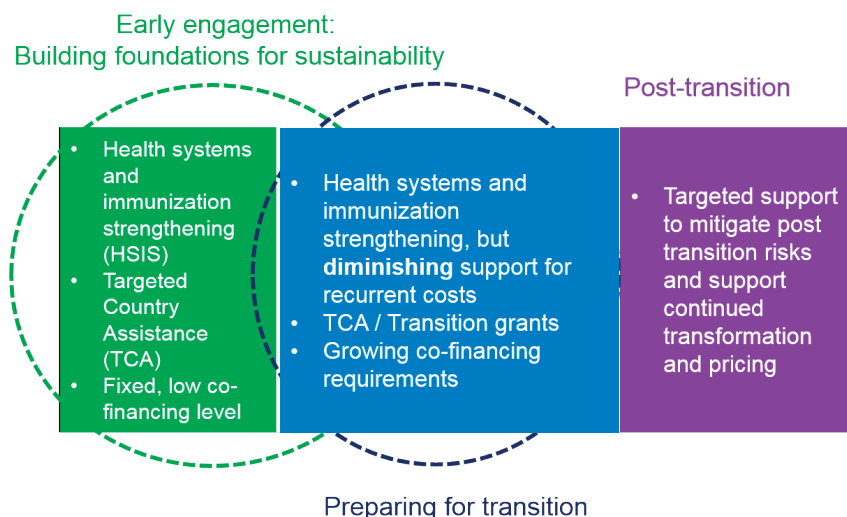 Early engagement:
Building foundations for sustainability
Post-transition
• Health systems
and
immunization
strengthening
(HSIS)
• Targeted
Country
Assistance
(TCA)
• Fixed, low co-
financing level
• Health systems and
immunization
strengthening, but
diminishing support for
recurrent costs
• TCA / Transition grants
• Growing co-financing
requirements
• Targeted support
to mitigate post
transition risks
and support
continued
transformation
and pricing
Preparing for transition